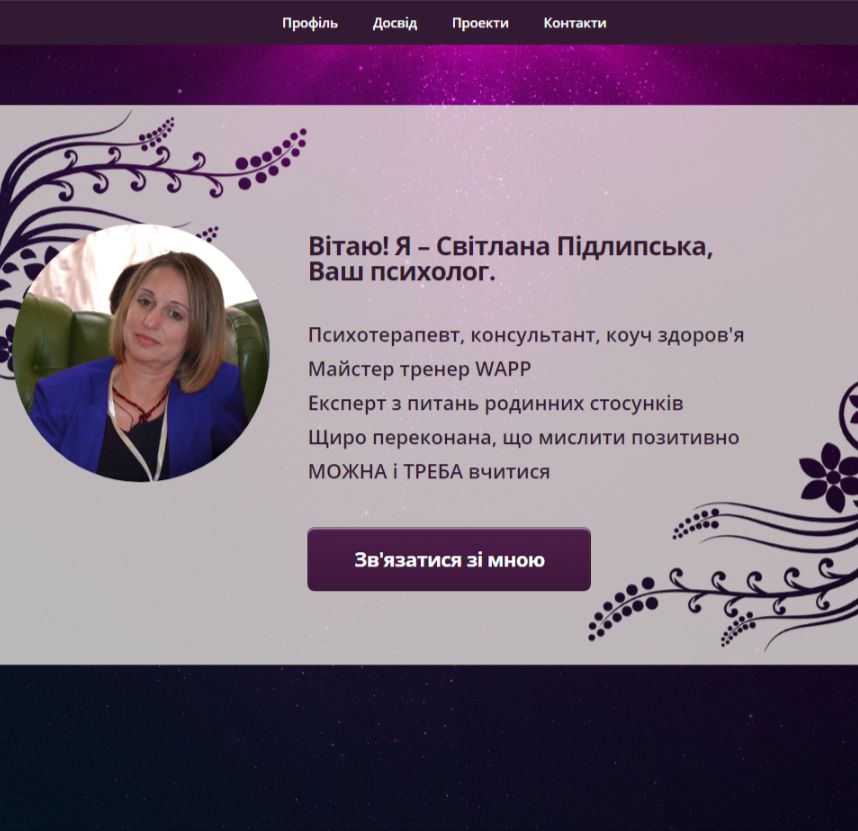 Профіль Досвід Проекти Контакти
Вітаю! Я – Світлана Підлипська,
Ваш психолог.
Психотерапевт, консультант, коуч здоров'я
Майстер тренер WAPP
Експерт з питань родинних стосунків
Щиро переконана, що мислити позитивно
МОЖНА і ТРЕБА вчитися
Зв'язатися зі мною